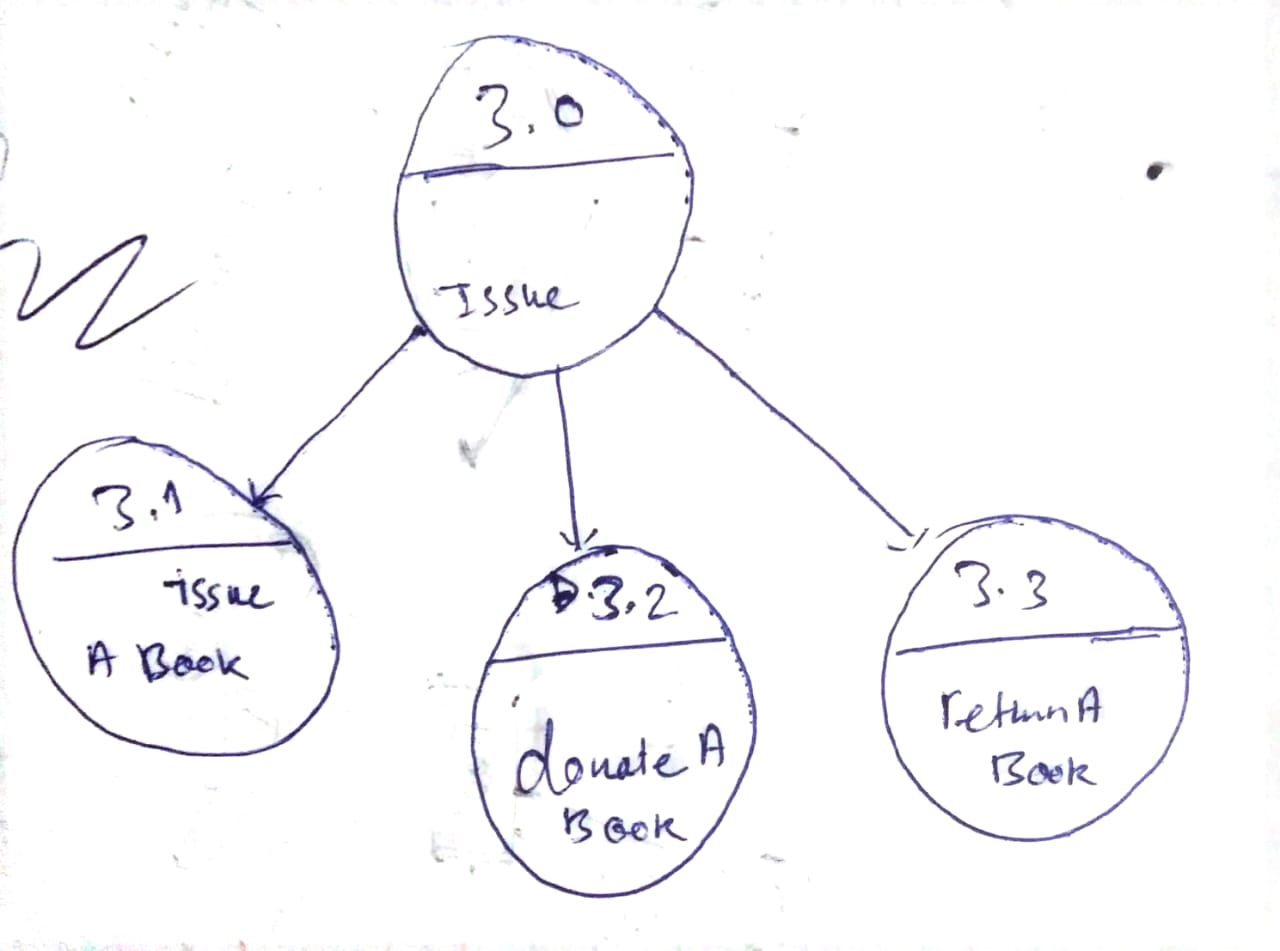 3.0
Issue
3.1
issue
A Book
3.2
donate A
Book
3.3
return A
Book